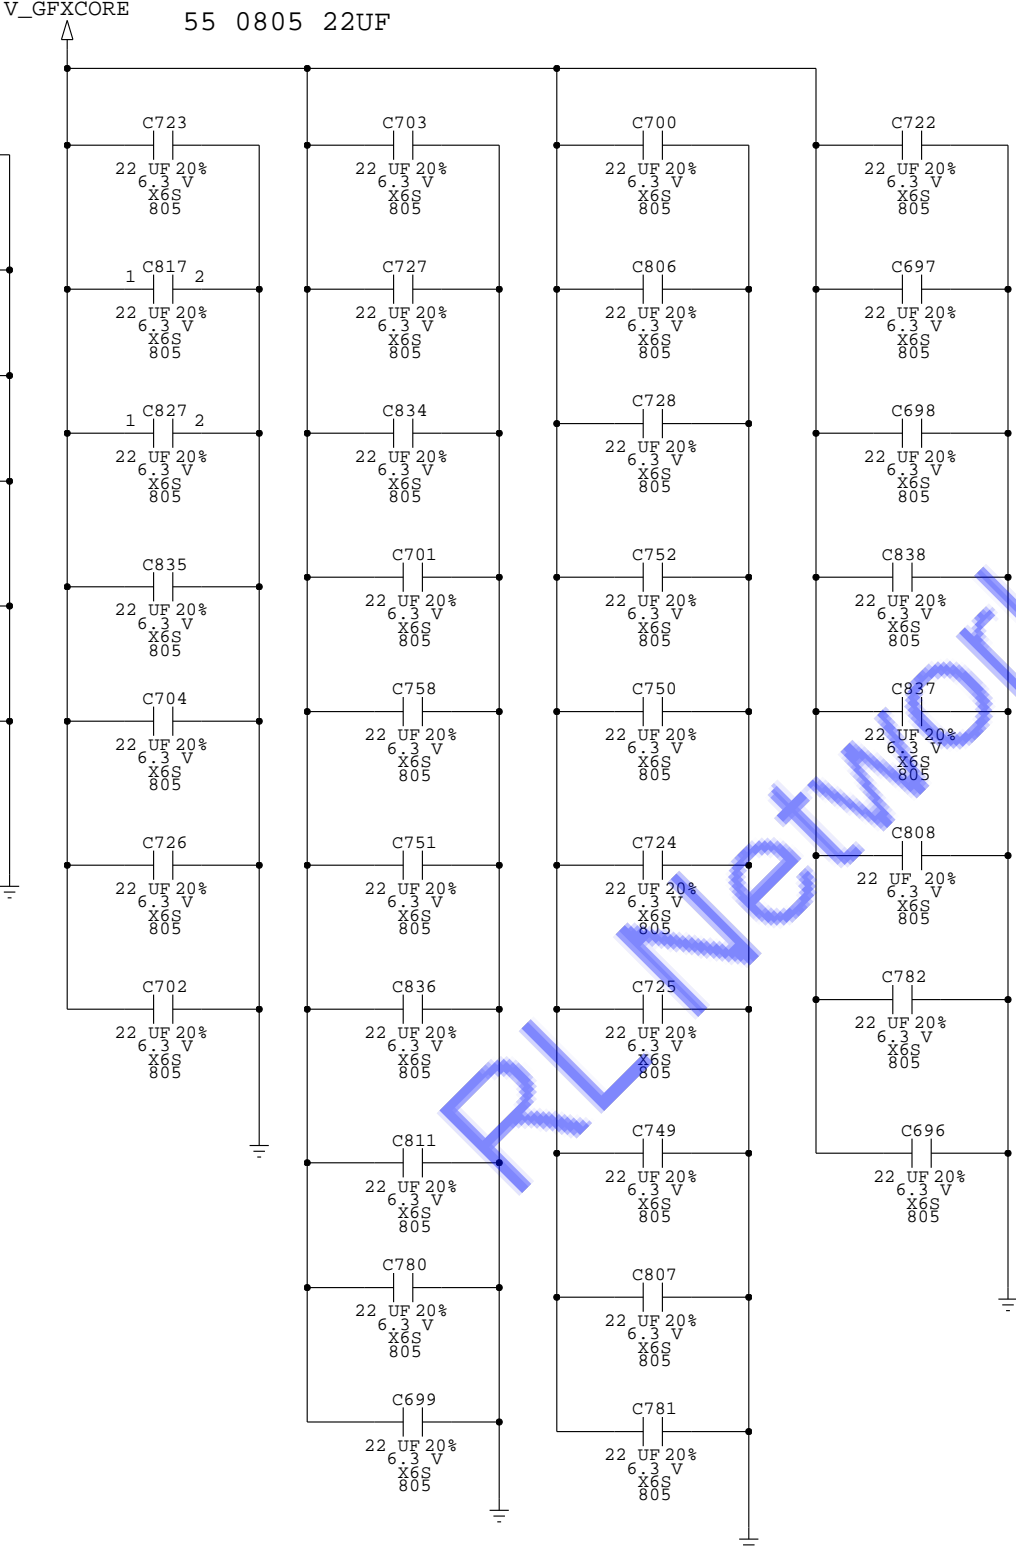 V_GFXCORE
55 0805 22UF
C723
22 UF 20%
6.3 V
X6S
805
1 C817 2
22 UF 20%
6.3 V
X6S
805
1 C827 2
22 UF 20%
6.3 V
X6S
805
C835
22 UF 20%
6.3 V
X6S
805
C704
22 UF 20%
6.3 V
X6S
805
C726
22 UF 20%
6.3 V
X6S
805
C702
22 UF 20%
6.3 V
X6S
805
C703
22 UF 20%
6.3 V
X6S
805
C727
22 UF 20%
6.3 V
X6S
805
C834
22 UF 20%
6.3 V
X6S
805
C701
22 UF 20%
6.3 V
X6S
805
C758
22 UF 20%
6.3 V
X6S
805
C751
22 UF 20%
6.3 V
X6S
805
C836
22 UF 20%
6.3 V
X6S
805
C811
22 UF 20%
6.3 V
X6S
805
C780
22 UF 20%
6.3 V
X6S
805
C699
22 UF 20%
6.3 V
X6S
805
C700
22 UF 20%
6.3 V
X6S
805
C806
22 UF 20%
6.3 V
X6S
805
C728
22 UF 20%
6.3 V
X6S
805
C752
22 UF 20%
6.3 V
X6S
805
C750
22 UF 20%
6.3 V
X6S
805
C724
22 UF 20%
6.3 V
X6S
805
C725
22 UF 20%
6.3 V
X6S
805
C749
22 UF 20%
6.3 V
X6S
805
C807
22 UF 20%
6.3 V
X6S
805
C781
22 UF 20%
6.3 V
X6S
805
C722
22 UF 20%
6.3 V
X6S
805
C697
22 UF 20%
6.3 V
X6S
805
C698
22 UF 20%
6.3 V
X6S
805
C838
22 UF 20%
6.3 V
X6S
805
C837
22 UF 20%
6.3 V
X6S
805
C808
22 UF 20%
6.3 V
X6S
805
C782
22 UF 20%
6.3 V
X6S
805
C696
22 UF 20%
6.3 V
X6S
805
RL Network